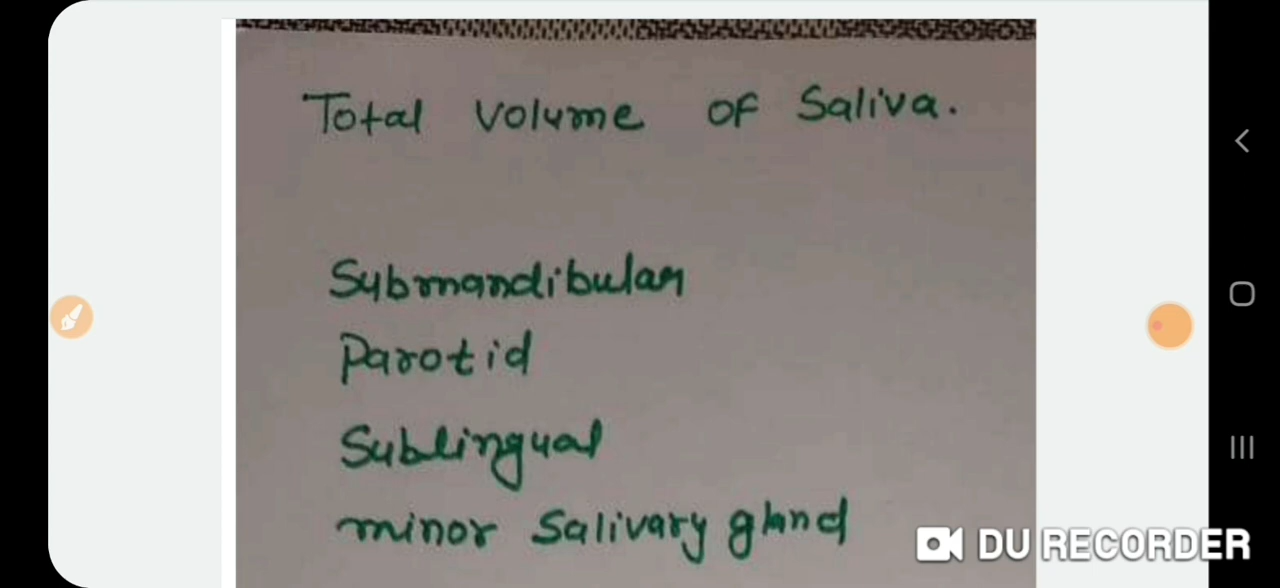 Total Volume of Saliva.
Submandibular
Parotid
Sublingual
minor Salivary gland
DU RECORDER